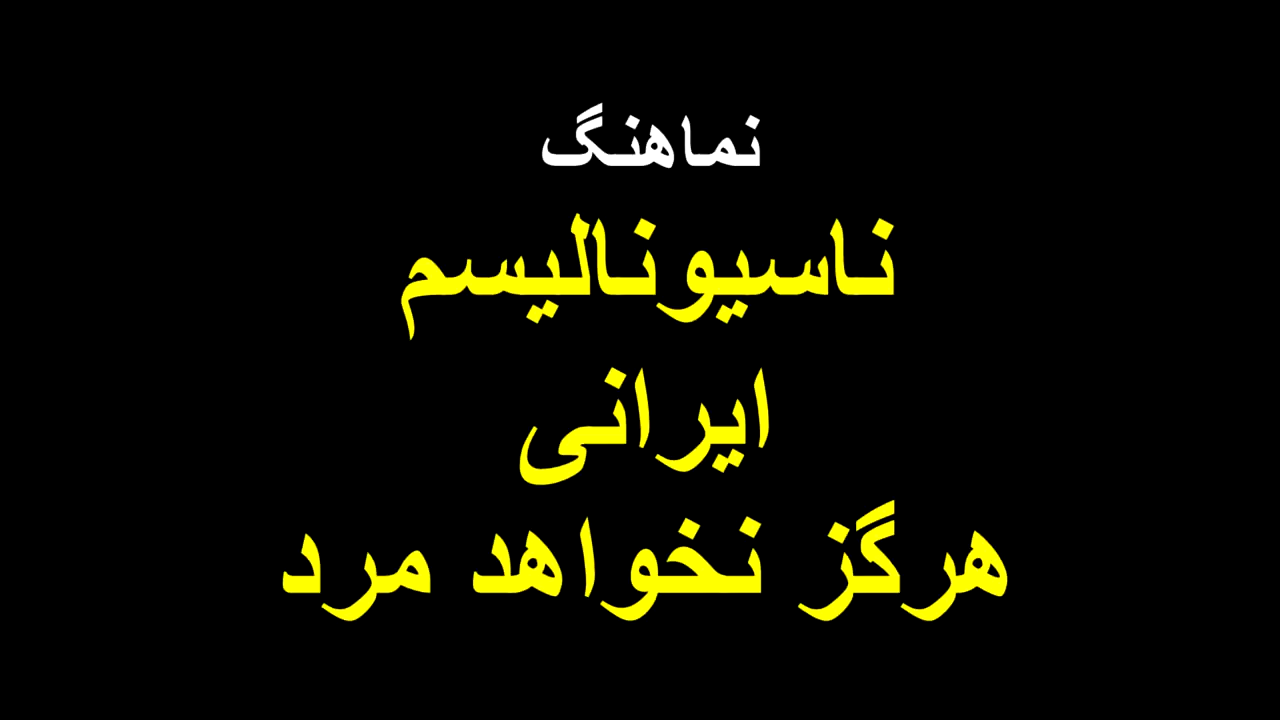 نماهنگ
ناسیونالیسم
ایرانی
هرگز نخواهد مرد